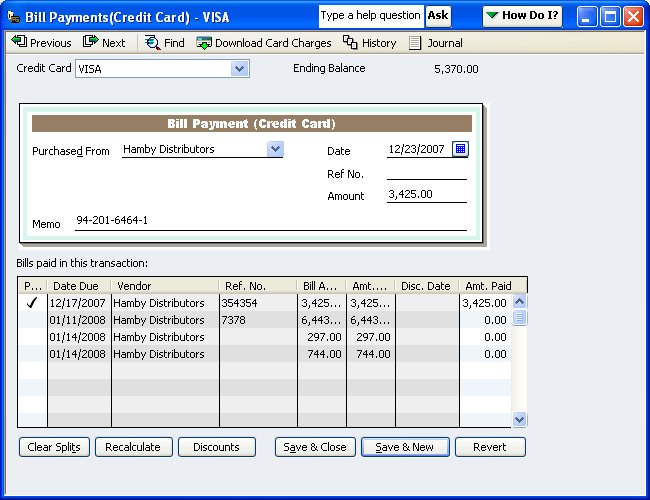 Bill Payments(Credit Card) - VISA Type a help question Ask How Do I?
Previous Next Find Download Card Charges History Journal
Credit Card VISA Ending Balance 5,370.00
Bill Payment (Credit Card)
Purchased From Hamby Distributors Date 12/23/2007
Ref No.
Amount 3,425.00
Memo 94-201-6464-1
Bills paid in this transaction:
P... Date Due Vendor Ref. No. Bill A... Amt.... Disc. Date Amt. Paid
12/17/2007 Hamby Distributors 354354 3,425... 3,425... 3,425.00
01/11/2008 Hamby Distributors 7378 6,443... 6,443... 0.00
01/14/2008 Hamby Distributors 297.00 297.00 0.00
01/14/2008 Hamby Distributors 744.00 744.00 0.00
Clear Splits Recalculate Discounts Save & Close Save & New Revert